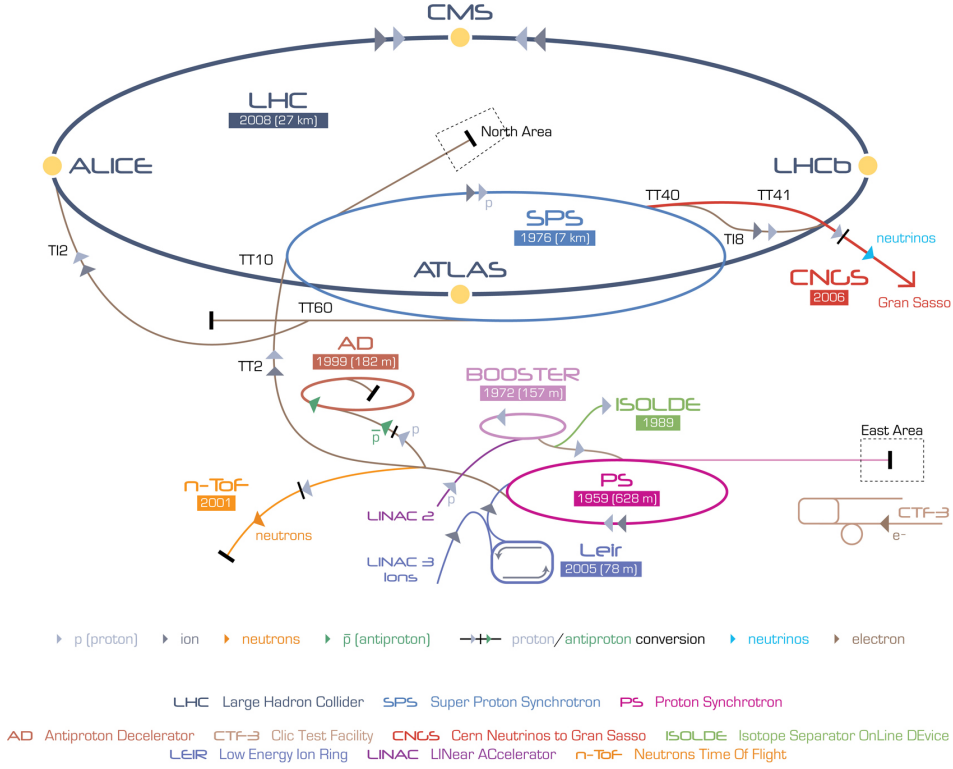 CMS
LHC
2008 (27 km)
North Area
ALICE
LHCb
TT40
TT41
p
SPS
1976 (7 km)
TI8
neutrinos
TI2
TT10
ATLAS
CNGS
2006
Gran Sasso
TT60
AD
1999 (182 m)
TT2
BOOSTER
1972 (157 m)
ISOLDE
1989
p̅
p
East Area
n-ToF
2001
PS
1959 (628 m)
p
LINAC 2
neutrons
CTF-3
e-
LINAC 3
Ions
Leir
2005 (78 m)
p (proton)
ion
neutrons
p̅ (antiproton)
proton/antiproton conversion
neutrinos
electron
LHC Large Hadron Collider
SPS Super Proton Synchrotron
PS Proton Synchrotron
AD Antiproton Decelerator
CTF-3 Clic Test Facility
CNGS Cern Neutrinos to Gran Sasso
ISOLDE Isotope Separator OnLine DEvice
LEIR Low Energy Ion Ring
LINAC LINear ACcelerator
n-ToF Neutrons Time Of Flight